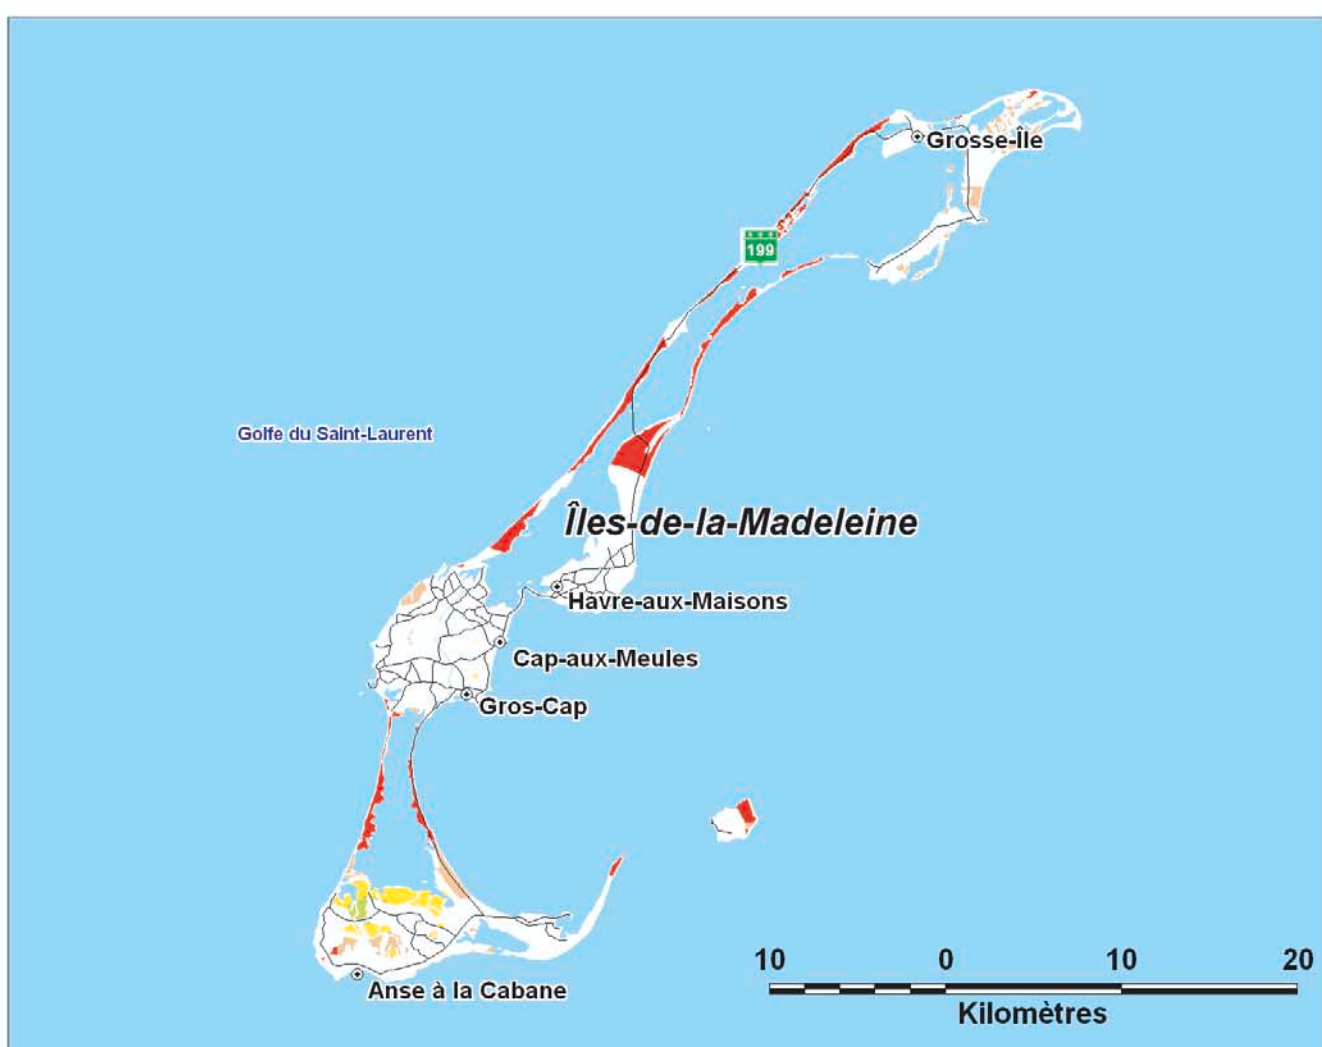 Grosse-Île
199
Golfe du Saint-Laurent
Îles-de-la-Madeleine
Havre-aux-Maisons
Cap-aux-Meules
Gros-Cap
10 0 10 20
Kilomètres
Anse à la Cabane